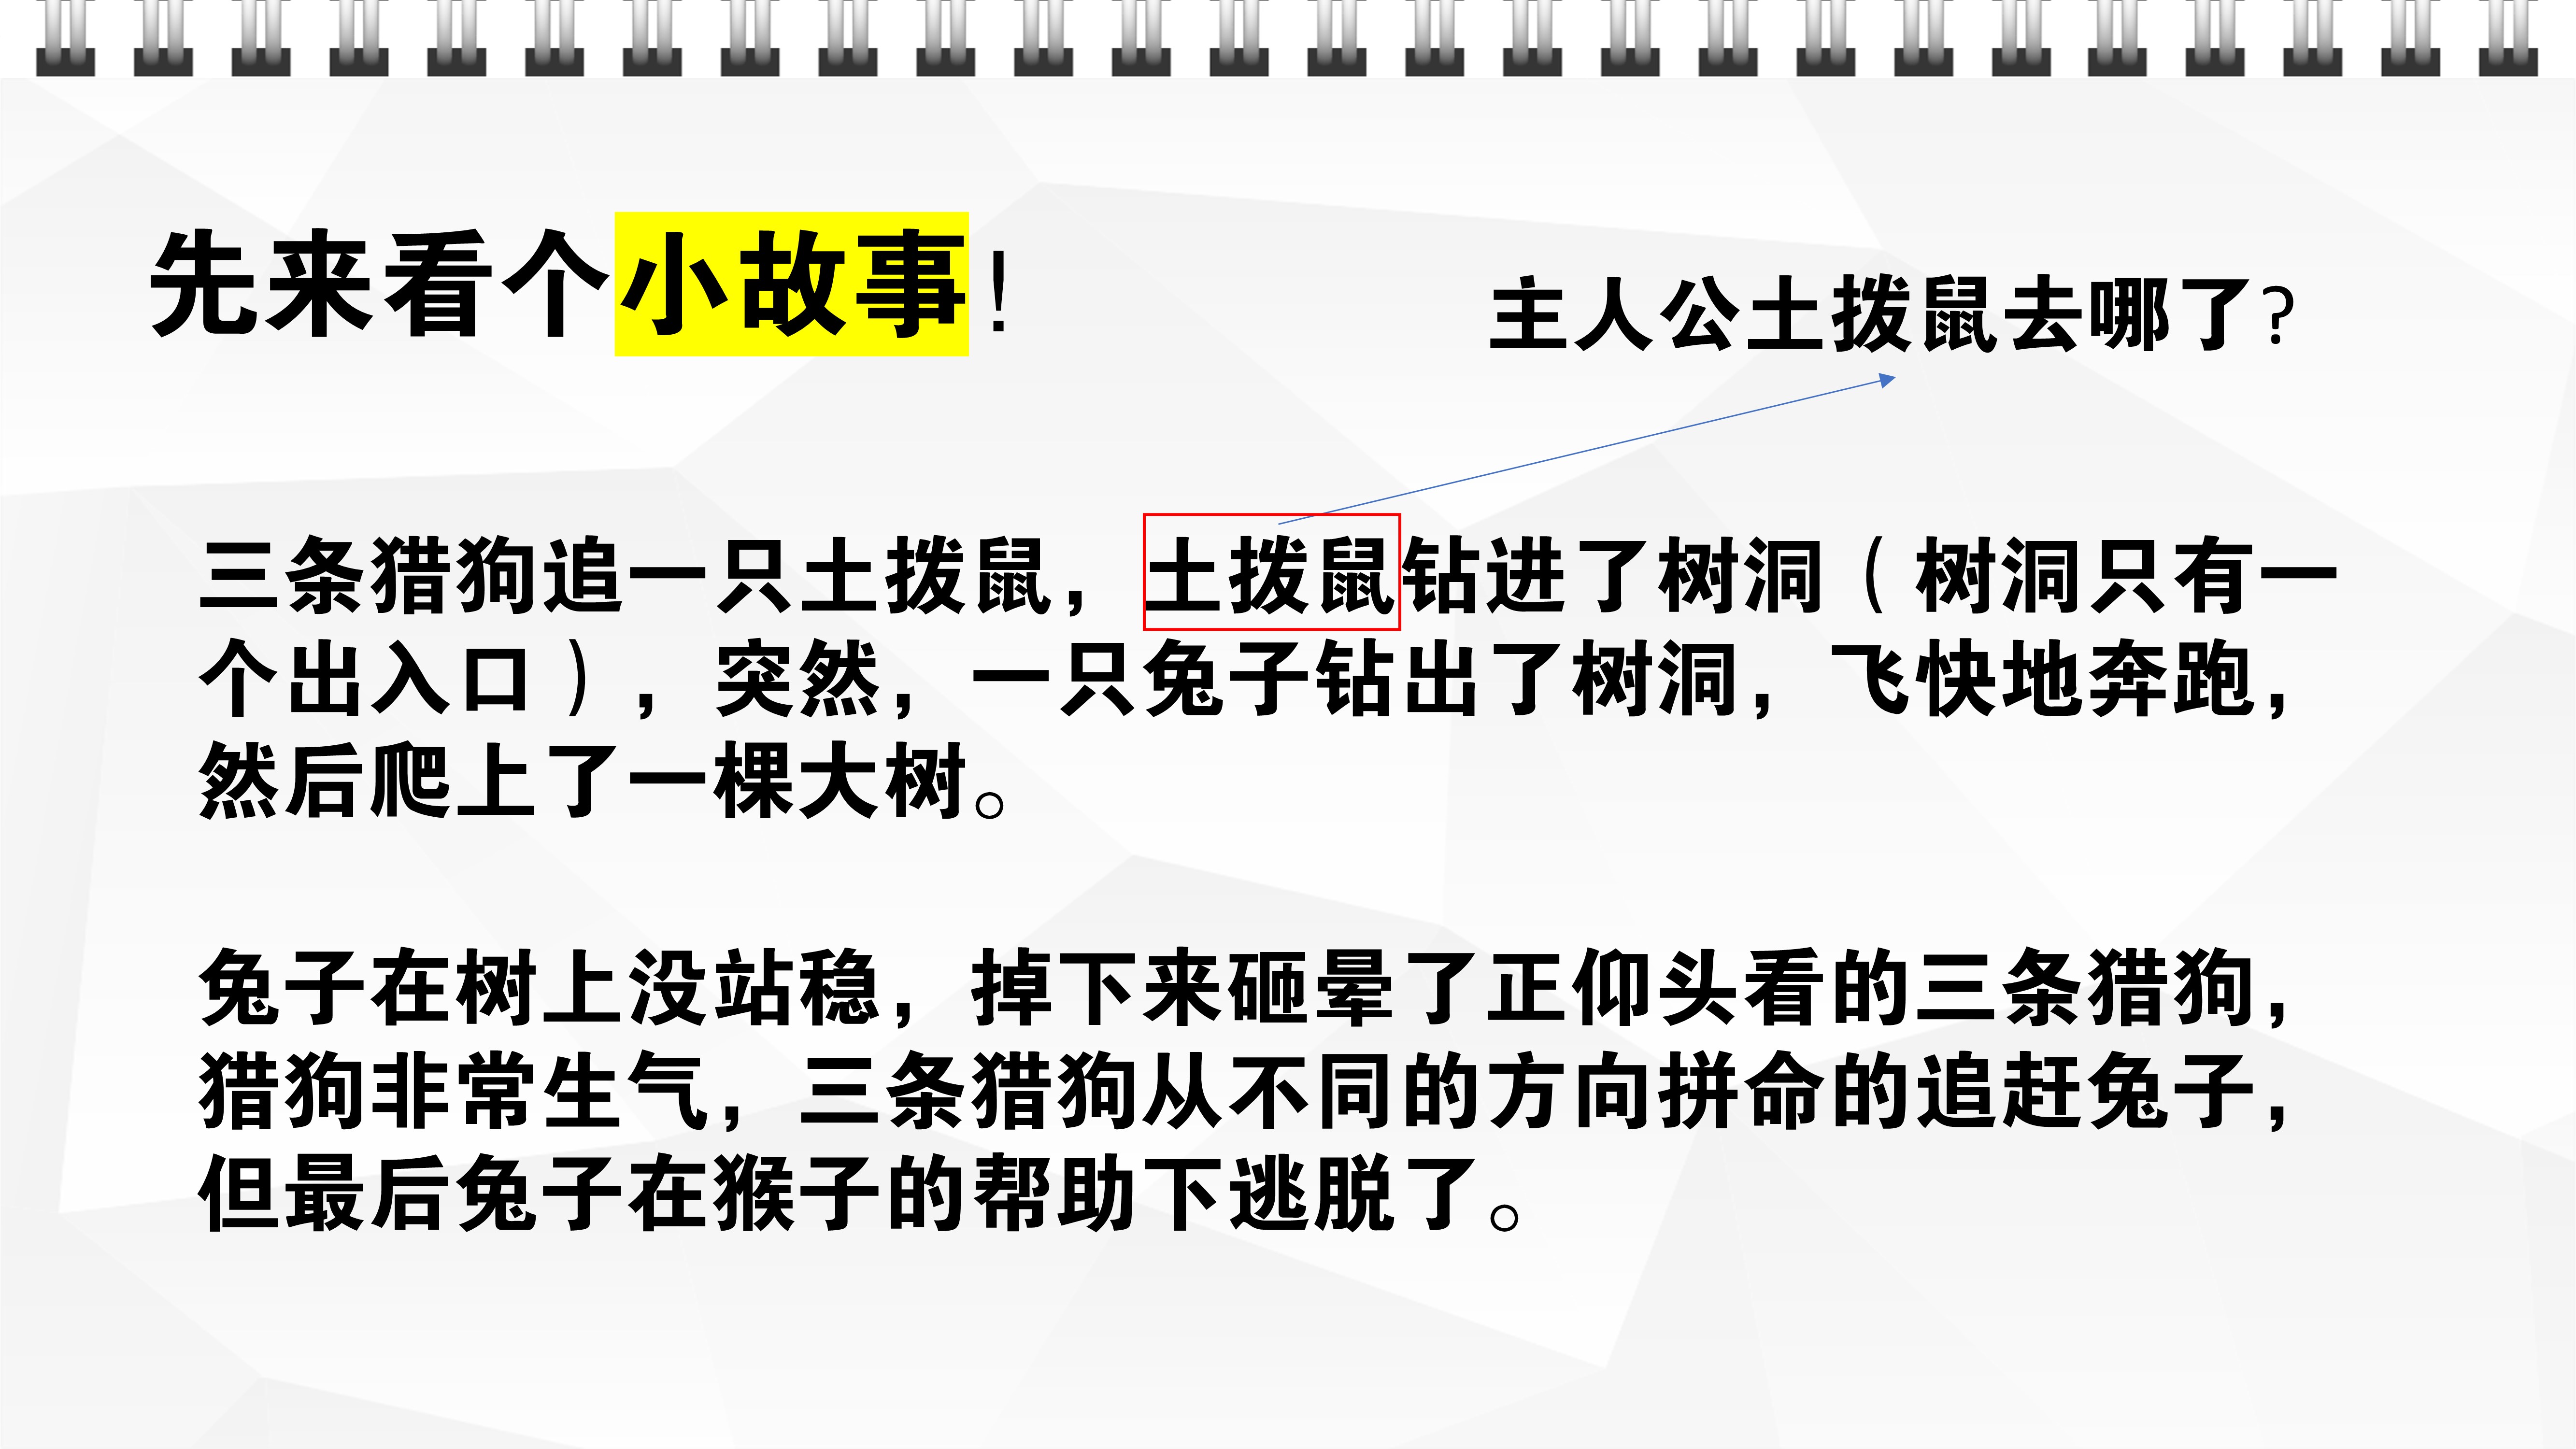 先来看个小故事！
主人公土拨鼠去哪了？
三条猎狗追一只土拨鼠，土拨鼠钻进了树洞（树洞只有一
个出入口），突然，一只兔子钻出了树洞，飞快地奔跑，
然后爬上了一棵大树。
兔子在树上没站稳，掉下来砸晕了正仰头看的三条猎狗，
猎狗非常生气，三条猎狗从不同的方向拼命的追赶兔子，
但最后兔子在猴子的帮助下逃脱了。